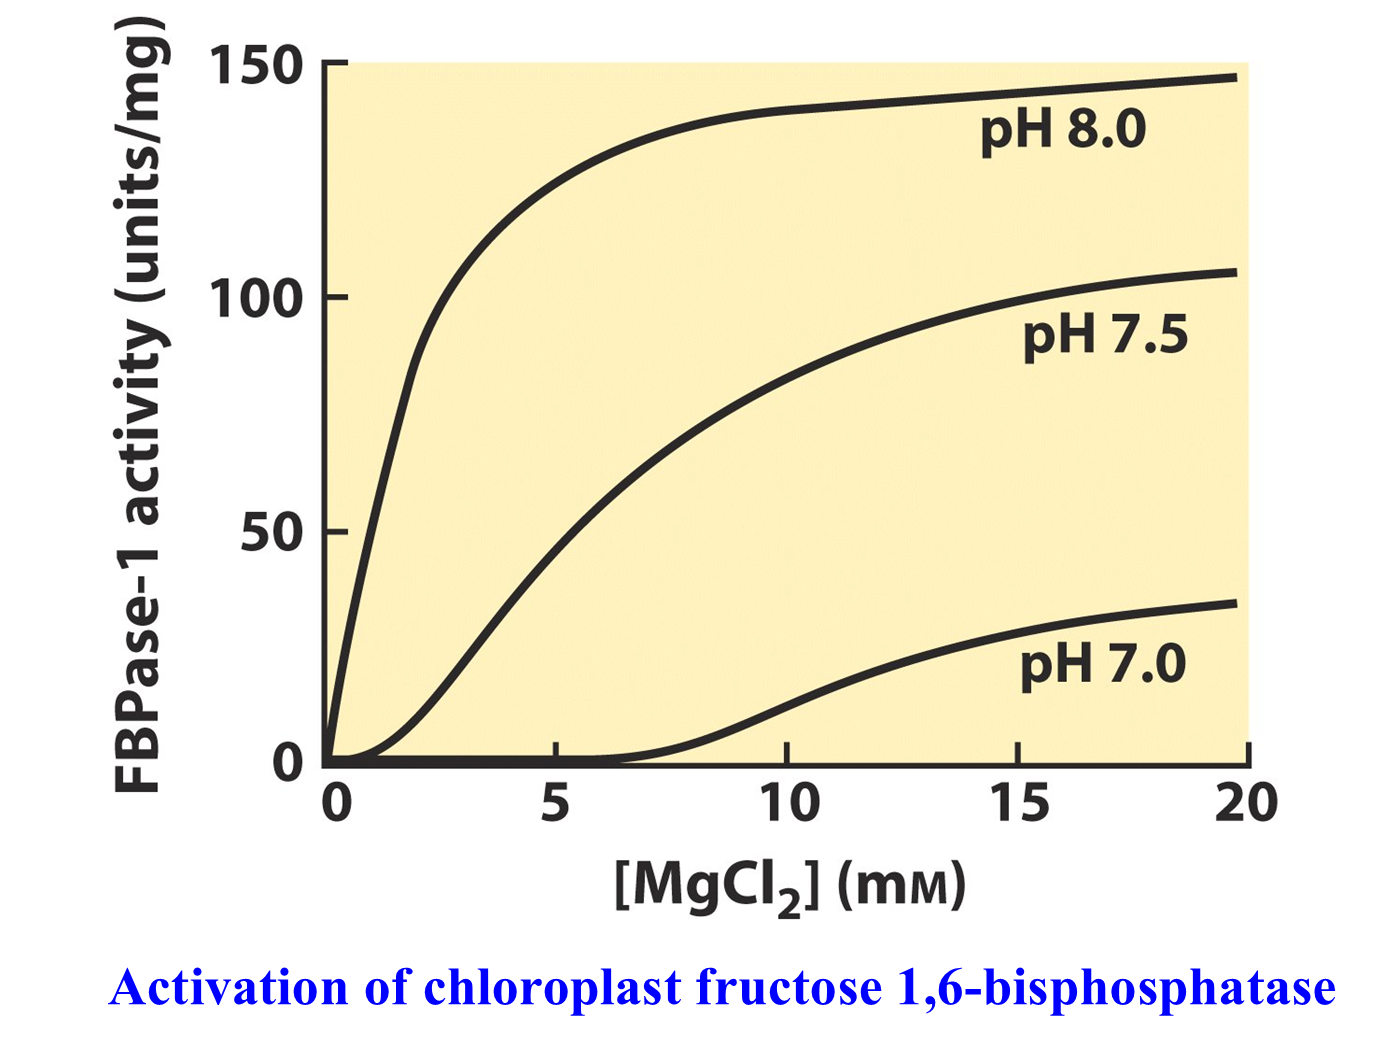 FBPase-1 activity (units/mg)
150
100
50
0
pH 8.0
pH 7.5
pH 7.0
0 5 10 15 20
[MgCl₂] (mM)
Activation of chloroplast fructose 1,6-bisphosphatase